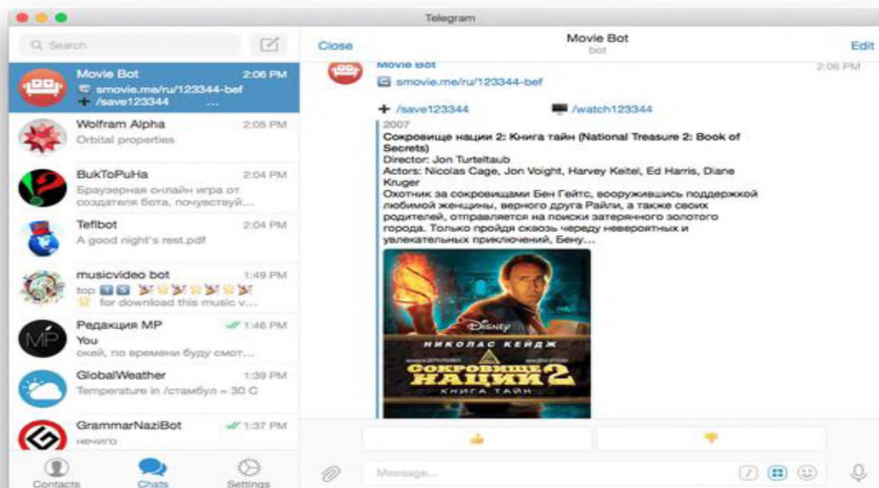 Telegram
Search
Close
Movie Bot
bot
Edit
Movie Bot
2:06 PM
smovie.me/ru/123344-bef
/save123344 ...
Wolfram Alpha
2:05 PM
Orbital properties
ВиКТоРиНа
2:04 PM
Браузерная онлайн игра от
создателя бота, почувствуй...
Teflbot
2:04 PM
A good night's rest.pdf
musicvideo bot
1:49 PM
top
for download this music v...
Редакция МР
1:46 PM
You
окей, по времени буду смот...
GlobalWeather
1:39 PM
Temperature in /стамбул = 30 C
GrammarNaziBot
1:37 PM
ничего
Contacts
Chats
Settings
Movie Bot
2:06 PM
smovie.me/ru/123344-bef
/save123344
/watch123344
2007
Сокровище нации 2: Книга тайн (National Treasure 2: Book of
Secrets)
Director: Jon Turteltaub
Actors: Nicolas Cage, Jon Voight, Harvey Keitel, Ed Harris, Diane
Kruger
Охотник за сокровищами Бен Гейтс, вооружившись поддержкой
любимой женщины, верного друга Райли, а также своих
родителей, отправляется на поиски затерянного золотого
города. Только пройдя сквозь череду невероятных и
увлекательных приключений, Бену...
Disney
НИКОЛАС КЕЙДЖ
СОКРОВИЩЕ
НАЦИИ 2
КНИГА ТАЙН
Message...